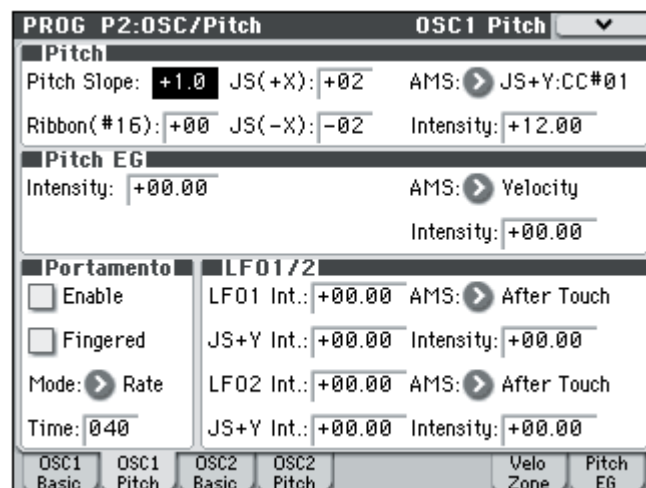 PROG P2:OSC/Pitch OSC1 Pitch
Pitch
Pitch Slope: +1.0 JS(+X): +02 AMS: JS+Y:CC#01
Ribbon(#16): +00 JS(-X): -02 Intensity: +12.00
Pitch EG
Intensity: +00.00 AMS: Velocity
Intensity: +00.00
Portamento LFO1/2
Enable LFO1 Int.: +00.00 AMS: After Touch
Fingered JS+Y Int.: +00.00 Intensity: +00.00
Mode: Rate LFO2 Int.: +00.00 AMS: After Touch
Time: 040 JS+Y Int.: +00.00 Intensity: +00.00
OSC1 Basic OSC1 Pitch OSC2 Basic OSC2 Pitch Velo Zone Pitch EG